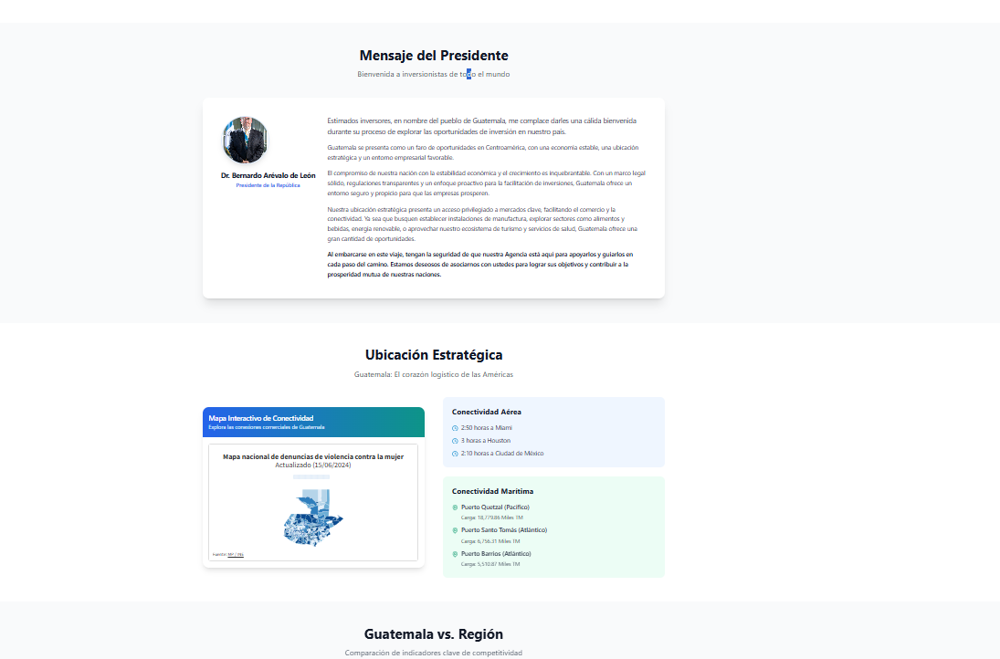 Mensaje del Presidente
Bienvenida a inversionistas de todo el mundo
Dr. Bernardo Arévalo de León
Presidente de la República
Estimados inversores, en nombre del pueblo de Guatemala, me complace darles una cálida bienvenida
durante su proceso de explorar las oportunidades de inversión en nuestro país.
Guatemala se presenta como un faro de oportunidades en Centroamérica, con una economía estable, una ubicación
estratégica y un entorno empresarial favorable.
El compromiso de nuestra nación con la estabilidad económica y el crecimiento es inquebrantable. Con un marco legal
sólido, regulaciones transparentes y un enfoque proactivo para la facilitación de inversiones, Guatemala ofrece un
entorno seguro y propicio para que las empresas prosperen.
Nuestra ubicación estratégica presenta un acceso privilegiado a mercados clave, facilitando el comercio y la
conectividad. Ya sea que busquen establecer instalaciones de manufactura, explorar sectores como alimentos y
bebidas, energía renovable, o aprovechar nuestro ecosistema de turismo y servicios de salud, Guatemala ofrece una
gran cantidad de oportunidades.
Al embarcarse en este viaje, tengan la seguridad de que nuestra Agencia está aquí para apoyarlos y guiarlos en
cada paso del camino. Estamos deseosos de asociarnos con ustedes para lograr sus objetivos y contribuir a la
prosperidad mutua de nuestras naciones.
Ubicación Estratégica
Guatemala: El corazón logístico de las Américas
Mapa Interactivo de Conectividad
Explora las conexiones comerciales de Guatemala
Mapa nacional de denuncias de violencia contra la mujer
Actualizado (15/06/2024)
Fuente: MP / INE
Conectividad Aérea
2:50 horas a Miami
3 horas a Houston
2:10 horas a Ciudad de México
Conectividad Marítima
Puerto Quetzal (Pacífico)
Carga: 18,779.86 Miles TM
Puerto Santo Tomás (Atlántico)
Carga: 6,756.31 Miles TM
Puerto Barrios (Atlántico)
Carga: 5,510.87 Miles TM
Guatemala vs. Región
Comparación de indicadores clave de competitividad